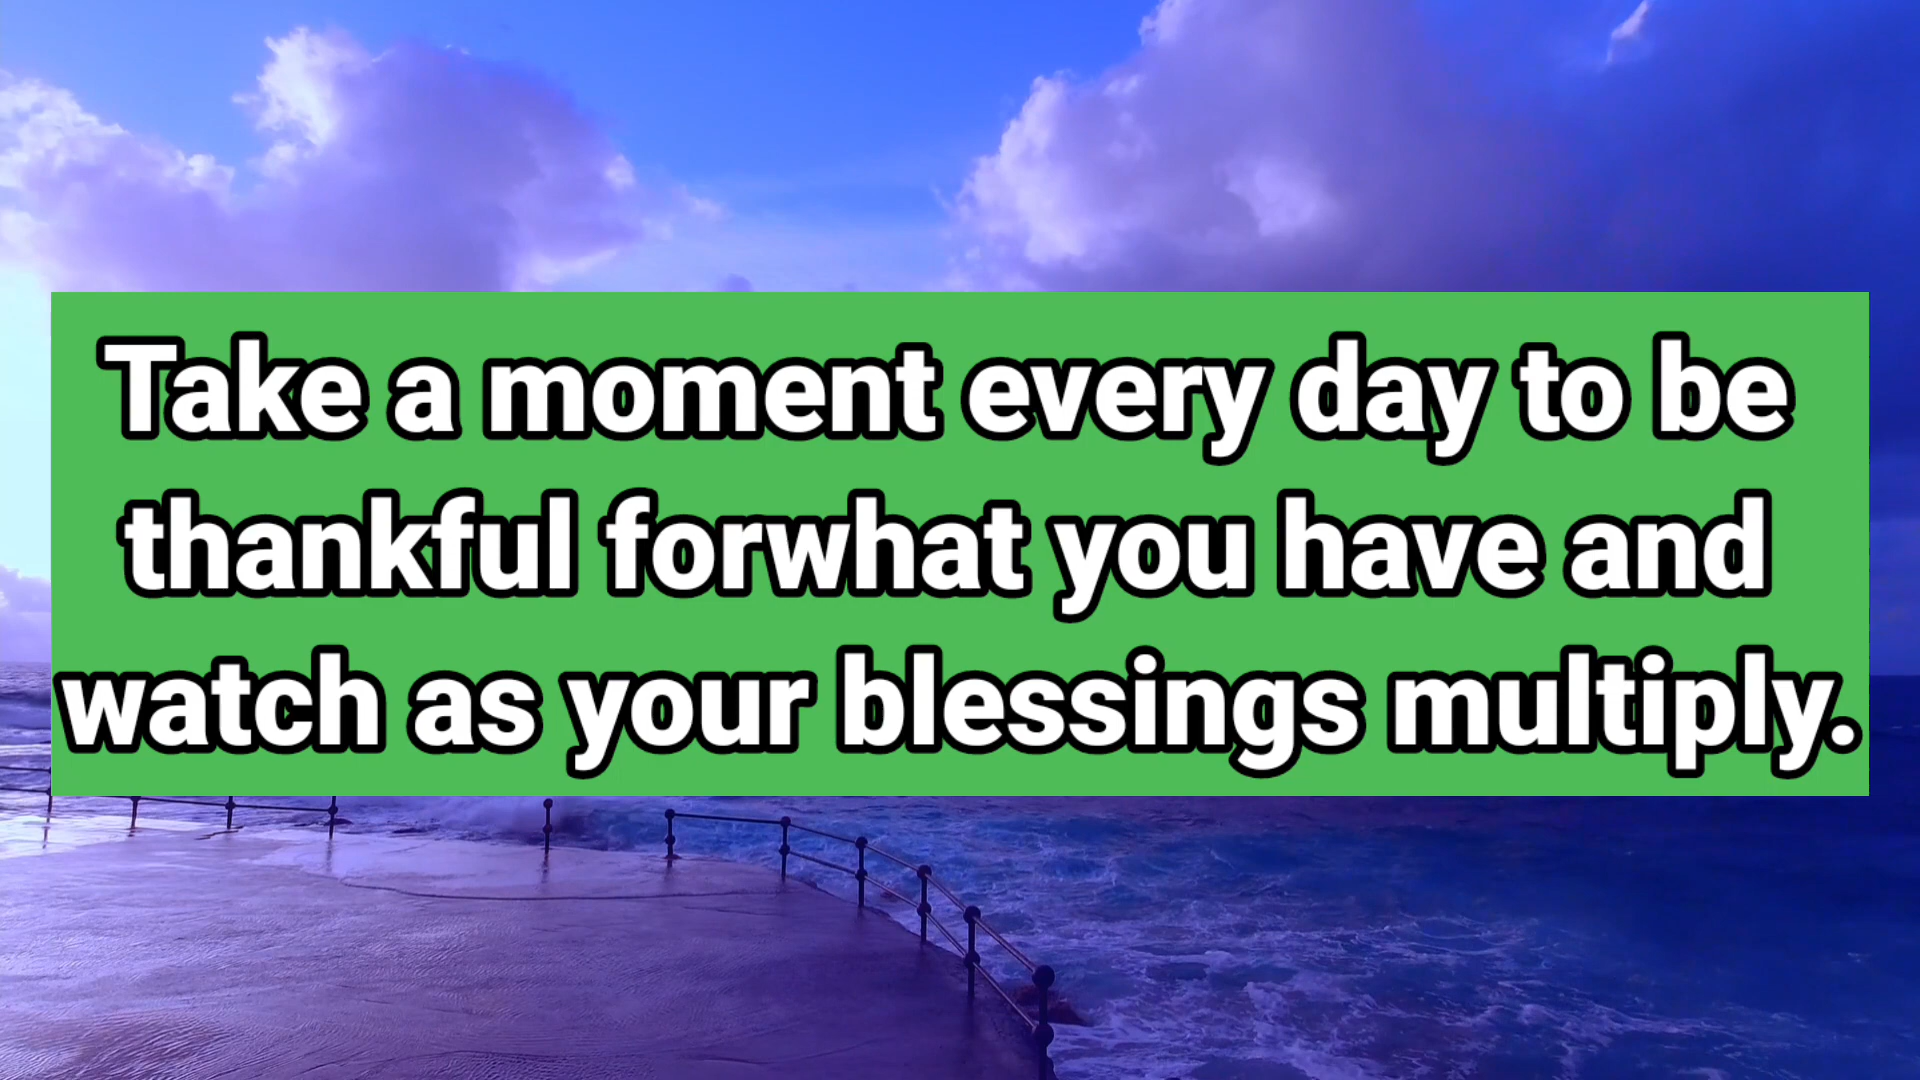 Take a moment every day to be
thankful forwhat you have and
watch as your blessings multiply.